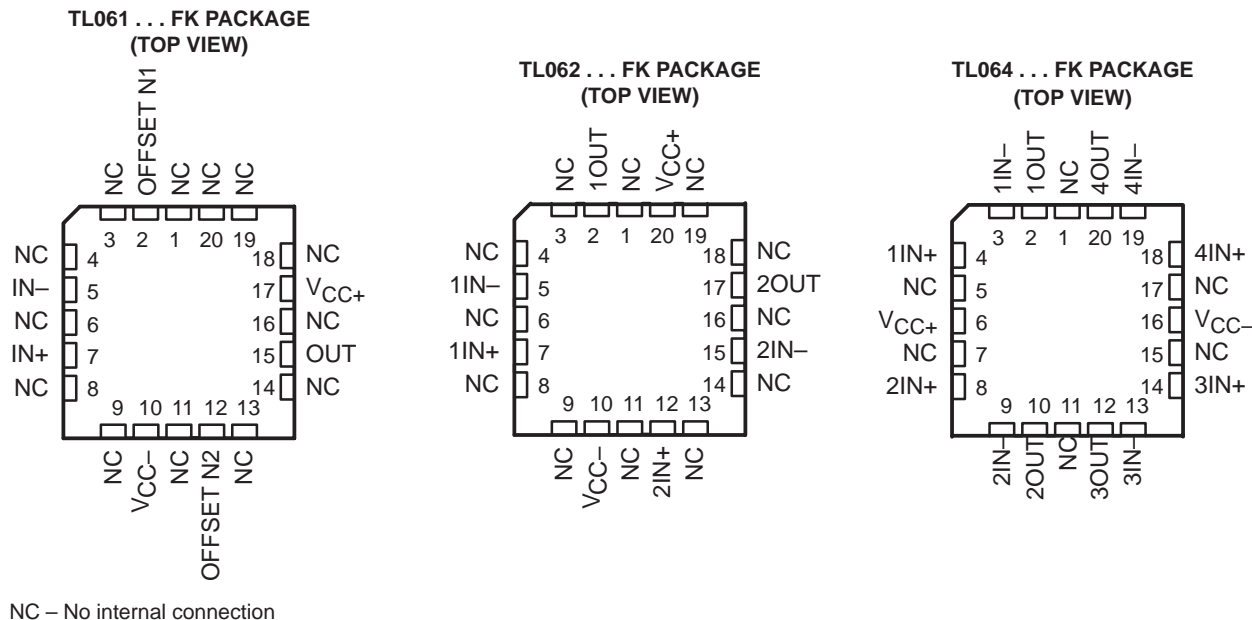 TL061 . . . FK PACKAGE
(TOP VIEW)
NC
OFFSET N1
NC
NC
NC
3 2 1 20 19
NC 4
IN– 5
NC 6
IN+ 7
NC 8
18 NC
17 VCC+
16 NC
15 OUT
14 NC
9 10 11 12 13
NC
VCC–
NC
OFFSET N2
NC
TL062 . . . FK PACKAGE
(TOP VIEW)
NC
1OUT
NC
VCC+
NC
3 2 1 20 19
NC 4
1IN– 5
NC 6
1IN+ 7
NC 8
18 NC
17 2OUT
16 NC
15 2IN–
14 NC
9 10 11 12 13
NC
VCC–
NC
2IN+
NC
TL064 . . . FK PACKAGE
(TOP VIEW)
1IN–
1OUT
NC
4OUT
4IN–
3 2 1 20 19
1IN+ 4
NC 5
VCC+ 6
NC 7
2IN+ 8
18 4IN+
17 NC
16 VCC–
15 NC
14 3IN+
9 10 11 12 13
2IN–
2OUT
NC
3OUT
3IN–
NC – No internal connection